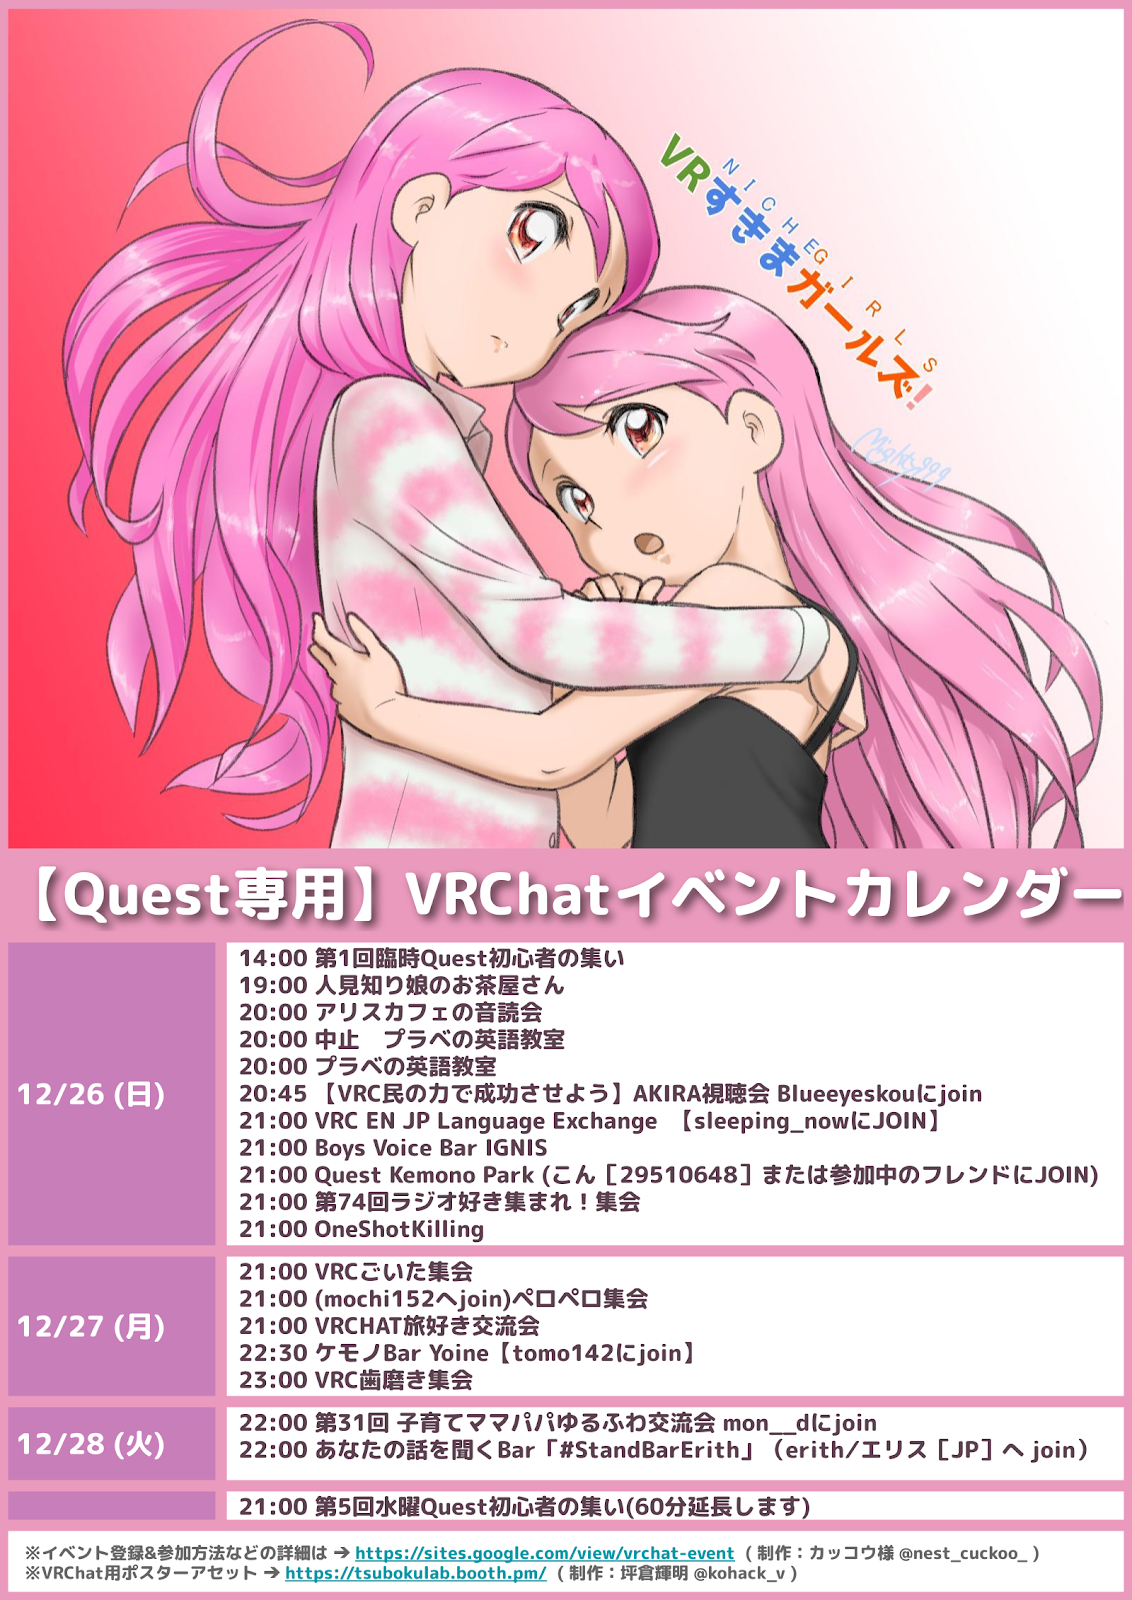 VRすきまガールズ!
NICHE GIRLS
Mighty999
【Quest専用】VRChatイベントカレンダー
12/26 (日)
14:00 第1回臨時Quest初心者の集い
19:00 人見知り娘のお茶屋さん
20:00 アリスカフェの音読会
20:00 中止　プラベの英語教室
20:00 プラベの英語教室
20:45 【VRC民の力で成功させよう】AKIRA視聴会 Blueeyeskouにjoin
21:00 VRC EN JP Language Exchange 【sleeping_nowにJOIN】
21:00 Boys Voice Bar IGNIS
21:00 Quest Kemono Park (こん［29510648］または参加中のフレンドにJOIN)
21:00 第74回ラジオ好き集まれ！集会
21:00 OneShotKilling
12/27 (月)
21:00 VRCごいた集会
21:00 (mochi152へjoin)ペロペロ集会
21:00 VRCHAT旅好き交流会
22:30 ケモノBar Yoine【tomo142にjoin】
23:00 VRC歯磨き集会
12/28 (火)
22:00 第31回 子育てママパパゆるふわ交流会 mon__dにjoin
22:00 あなたの話を聞くBar「#StandBarErith」（erith/エリス［JP］へ join）
21:00 第5回水曜Quest初心者の集い(60分延長します)
※イベント登録&参加方法などの詳細は ➔ https://sites.google.com/view/vrchat-event ( 制作：カッコウ様 @nest_cuckoo_ )
※VRChat用ポスターアセット ➔ https://tsubokulab.booth.pm/ ( 制作：坪倉輝明 @kohack_v )